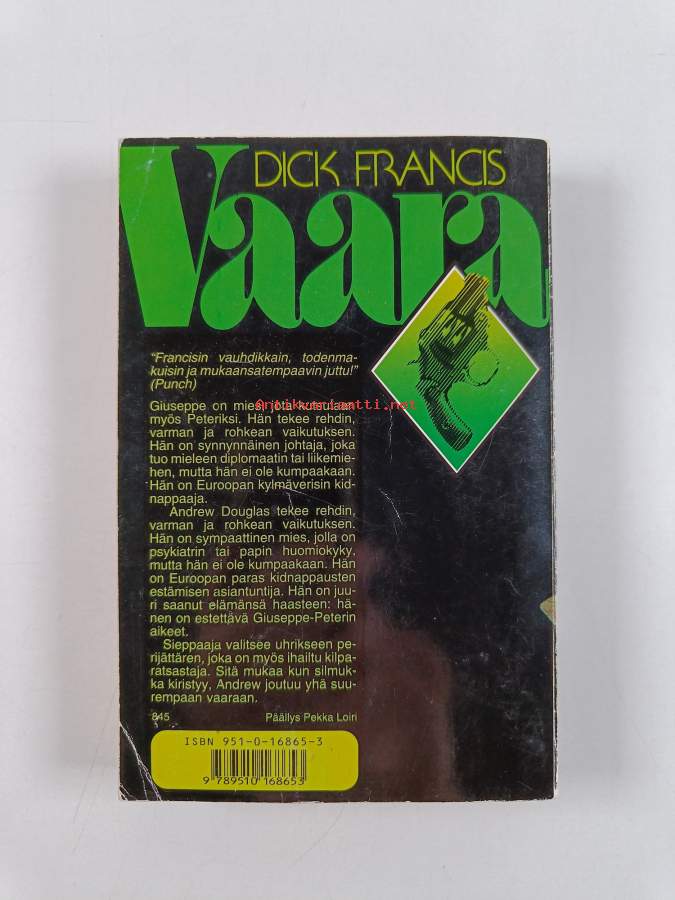 DICK FRANCIS
Vaara
"Francisin vauhdikkain, todenma-
kuisin ja mukaansatempaavin juttu!"
(Punch)
Giuseppe on mies, jota kutsutaan
Antikvariaatti.net
myös Peteriksi. Hän tekee rehdin,
varman ja rohkean vaikutuksen.
Hän on synnynnäinen johtaja, joka
tuo mieleen diplomaatin tai liikemie-
hen, mutta hän ei ole kumpaakaan.
Hän on Euroopan kylmäverisin kid-
nappaaja.
Andrew Douglas tekee rehdin,
varman ja rohkean vaikutuksen.
Hän on sympaattinen mies, jolla on
psykiatrin tai papin huomiokyky,
mutta hän ei ole kumpaakaan. Hän
on Euroopan paras kidnappausten
estämisen asiantuntija. Hän on juu-
ri saanut elämänsä haasteen: hä-
nen on estettävä Giuseppe-Peterin
aikeet.
Sieppaaja valitsee uhrikseen pe-
rijättären, joka on myös ihailtu kilpa-
ratsastaja. Sitä mukaa kun silmuk-
ka kiristyy, Andrew joutuu yhä suu-
rempaan vaaraan.
845 Päällys Pekka Loiri
ISBN 951-0-16865-3
9 789510 168653